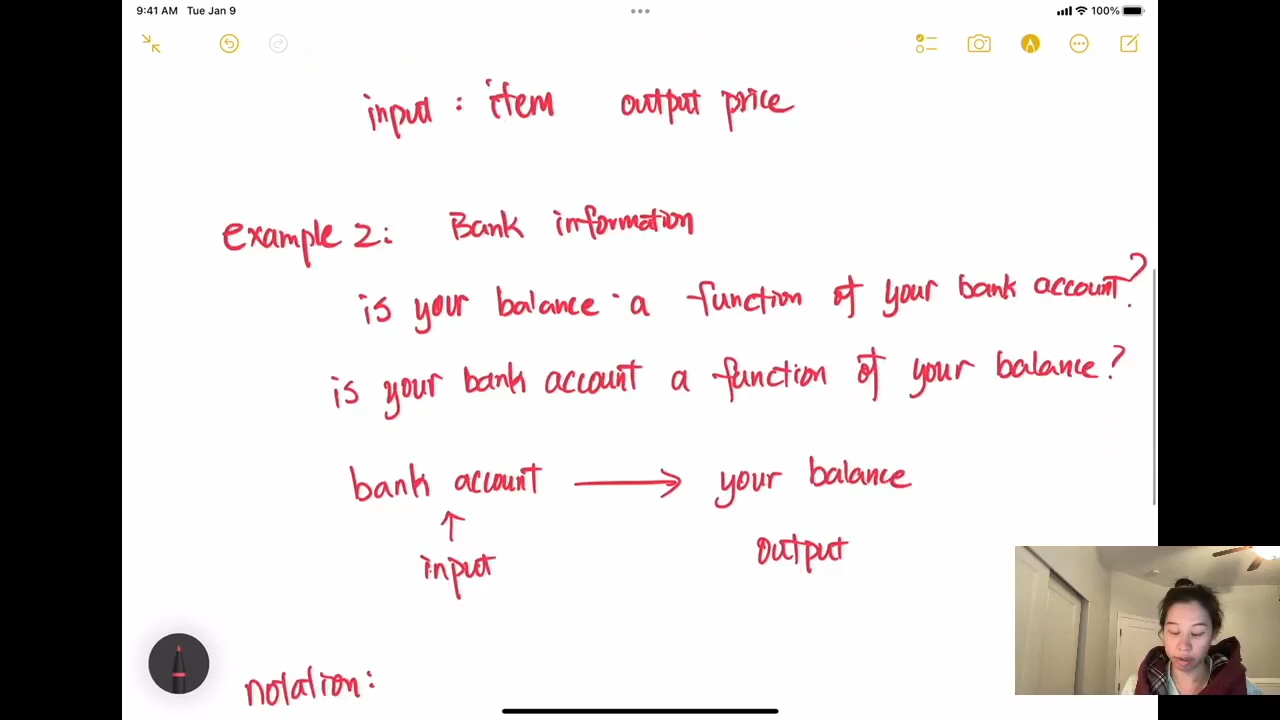 9:41 AM Tue Jan 9
100%
input : item output price
example 2: Bank information
is your balance a function of your bank account?
is your bank account a function of your balance?
bank account → your balance
↑
input output
notation: